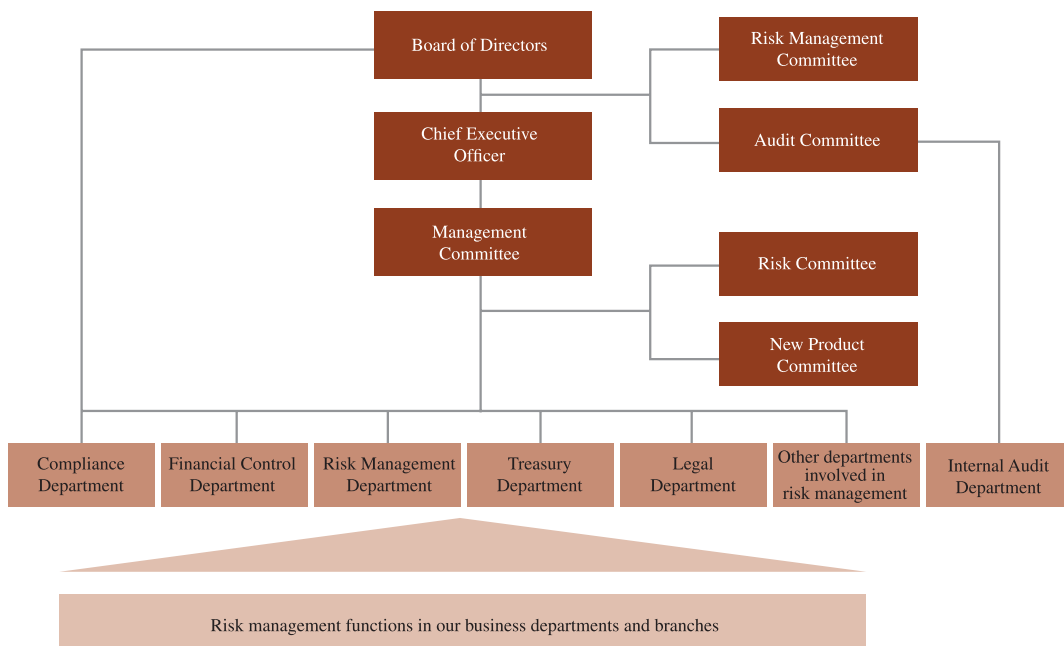 Board of Directors
Risk Management
Committee
Chief Executive
Officer
Audit Committee
Management
Committee
Risk Committee
New Product
Committee
Compliance
Department
Financial Control
Department
Risk Management
Department
Treasury
Department
Legal
Department
Other departments
involved in
risk management
Internal Audit
Department
Risk management functions in our business departments and branches